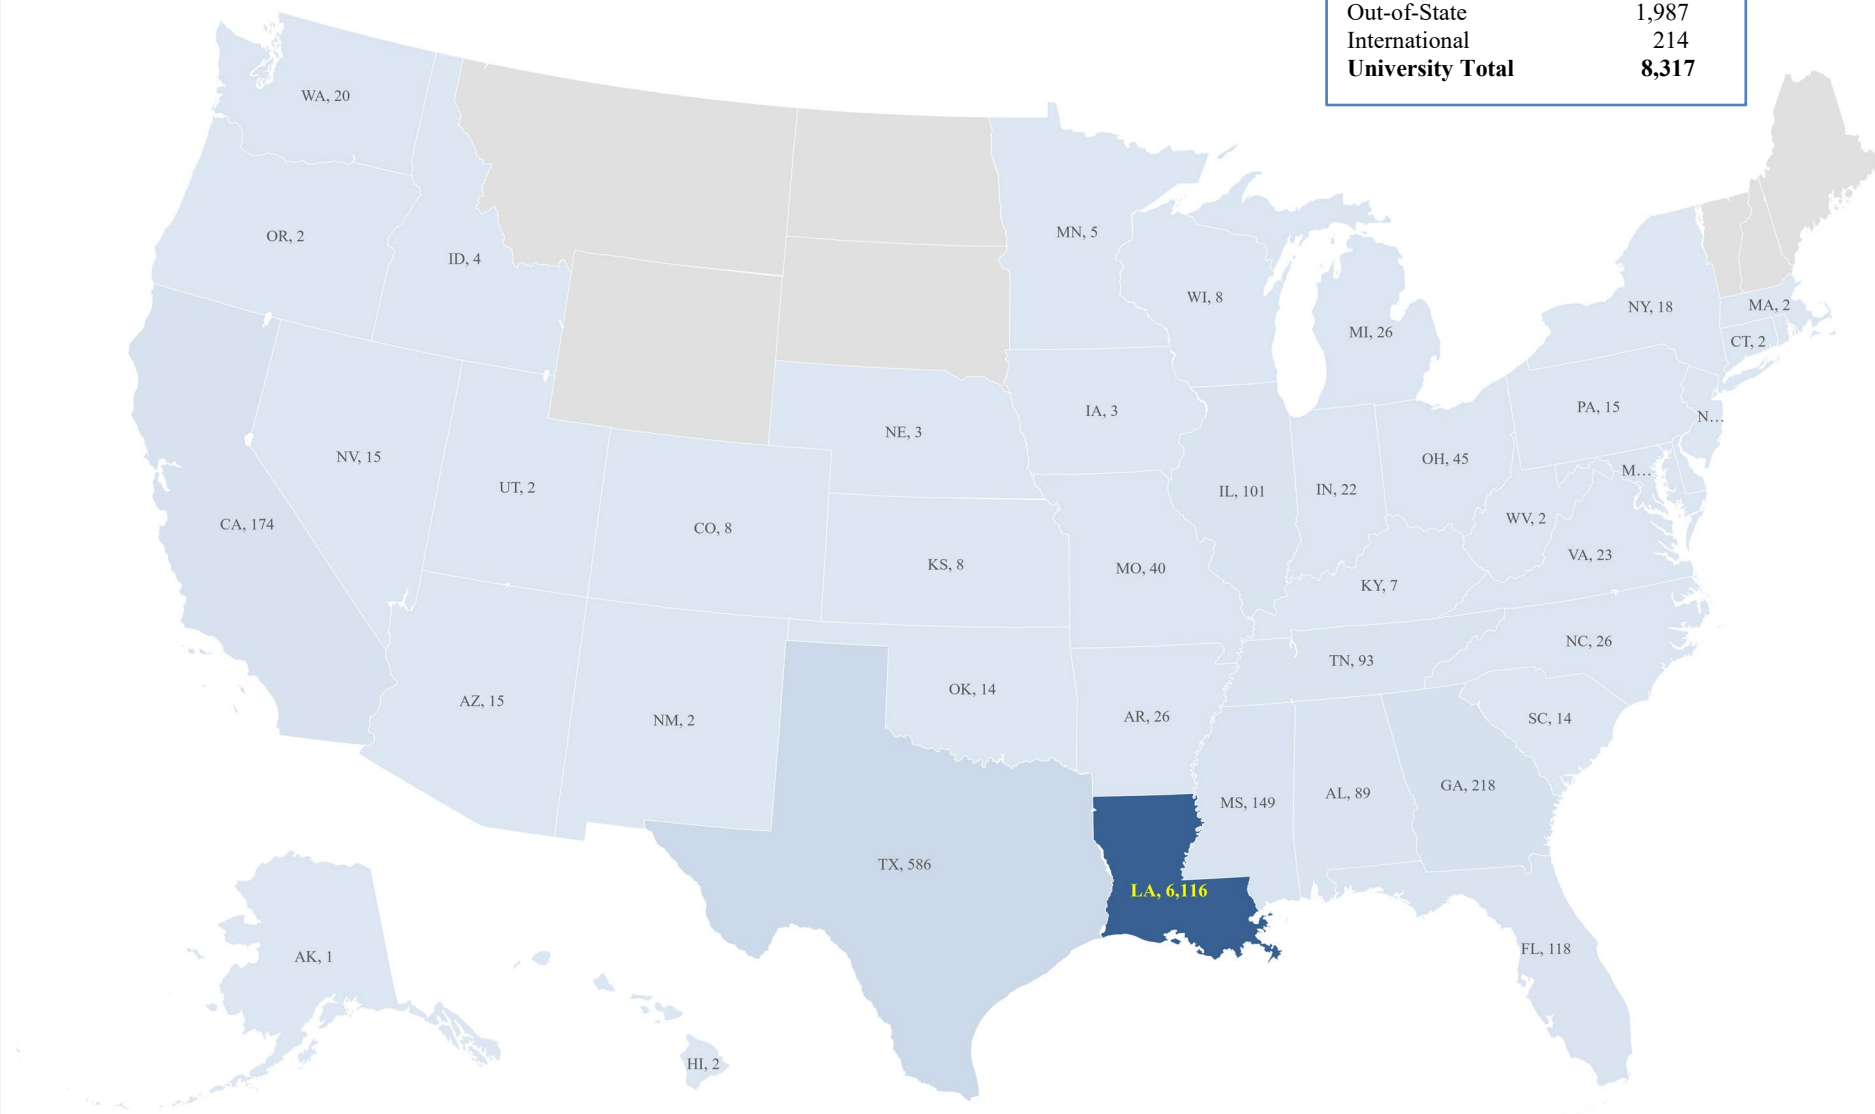 Out-of-State 1,987
International 214
University Total 8,317
WA, 20
OR, 2
ID, 4
MN, 5
WI, 8
MI, 26
NY, 18
MA, 2
CT, 2
IA, 3
NE, 3
PA, 15
N...
NV, 15
UT, 2
OH, 45
M...
IL, 101
IN, 22
CA, 174
CO, 8
WV, 2
VA, 23
KS, 8
MO, 40
KY, 7
NC, 26
TN, 93
AZ, 15
NM, 2
OK, 14
AR, 26
SC, 14
MS, 149
AL, 89
GA, 218
TX, 586
LA, 6,116
FL, 118
AK, 1
HI, 2